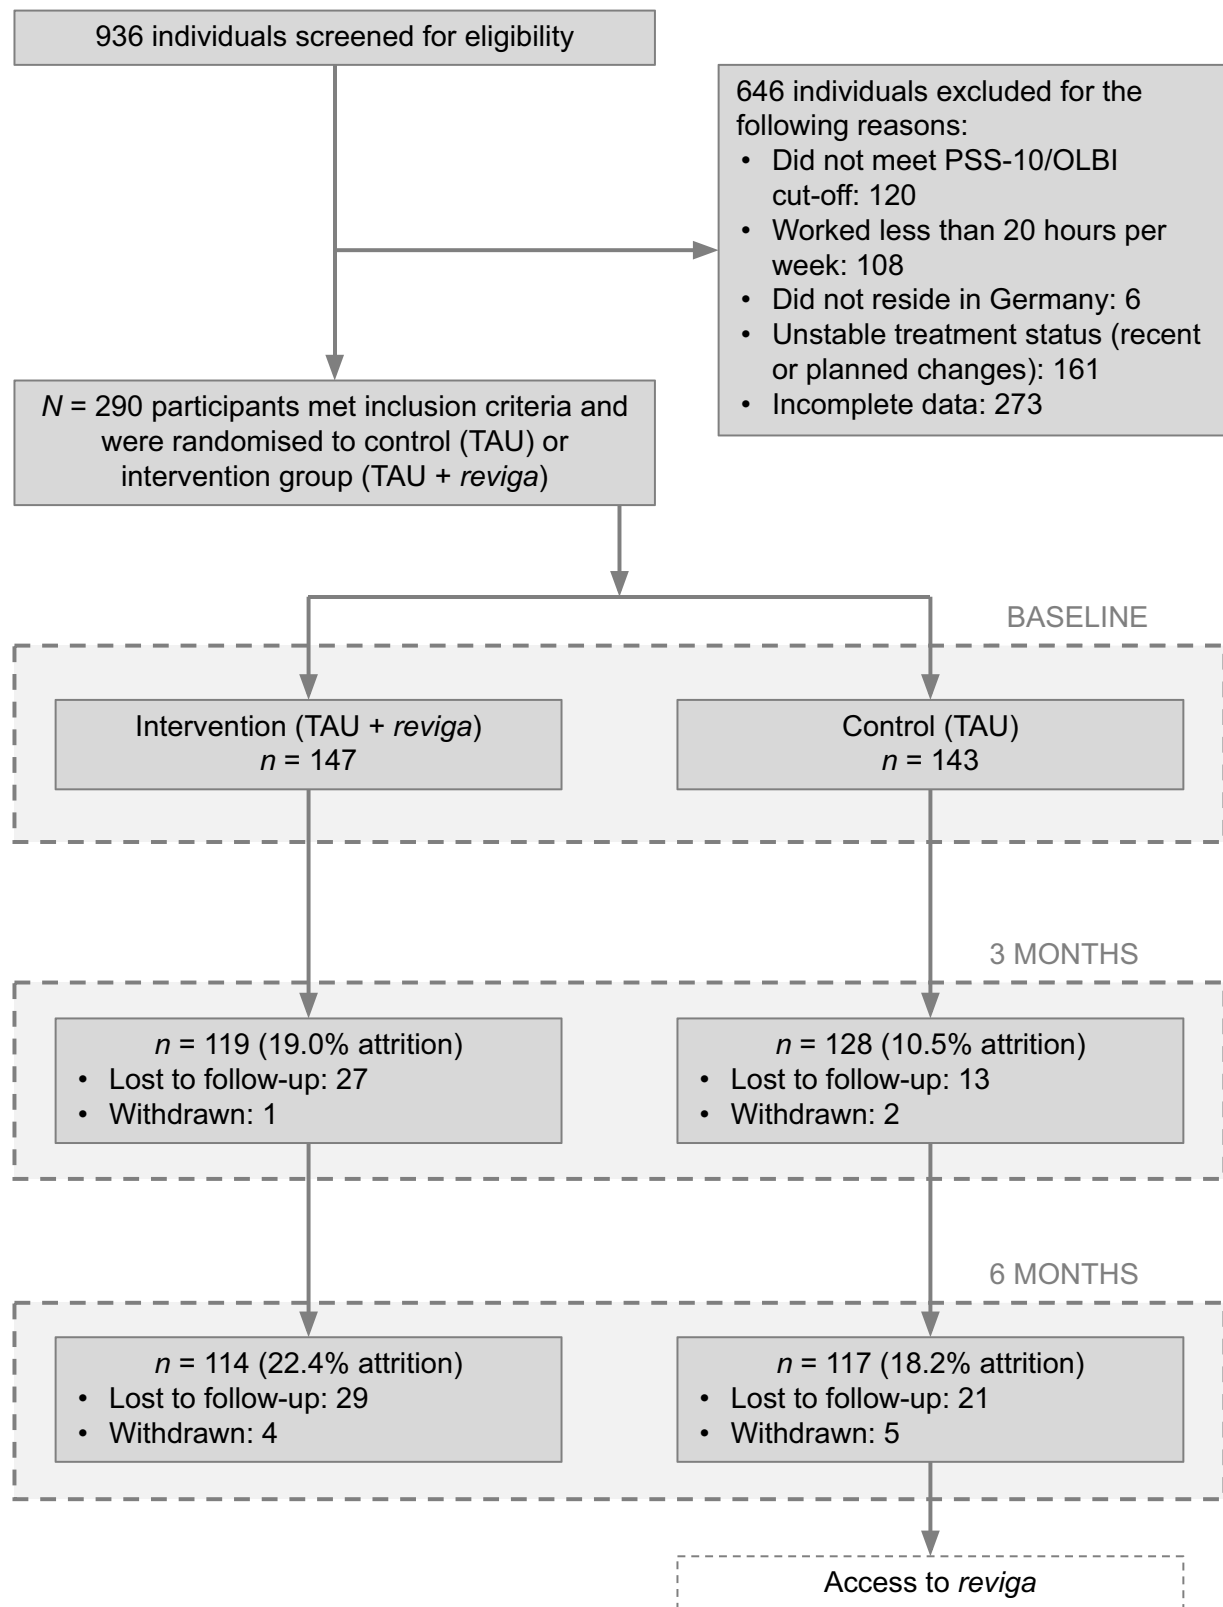 936 individuals screened for eligibility
646 individuals excluded for the
following reasons:
• Did not meet PSS-10/OLBI
cut-off: 120
• Worked less than 20 hours per
week: 108
• Did not reside in Germany: 6
• Unstable treatment status (recent
or planned changes): 161
• Incomplete data: 273
N = 290 participants met inclusion criteria and
were randomised to control (TAU) or
intervention group (TAU + reviga)
BASELINE
Intervention (TAU + reviga)
n = 147
Control (TAU)
n = 143
3 MONTHS
n = 119 (19.0% attrition)
• Lost to follow-up: 27
• Withdrawn: 1
n = 128 (10.5% attrition)
• Lost to follow-up: 13
• Withdrawn: 2
6 MONTHS
n = 114 (22.4% attrition)
• Lost to follow-up: 29
• Withdrawn: 4
n = 117 (18.2% attrition)
• Lost to follow-up: 21
• Withdrawn: 5
Access to reviga